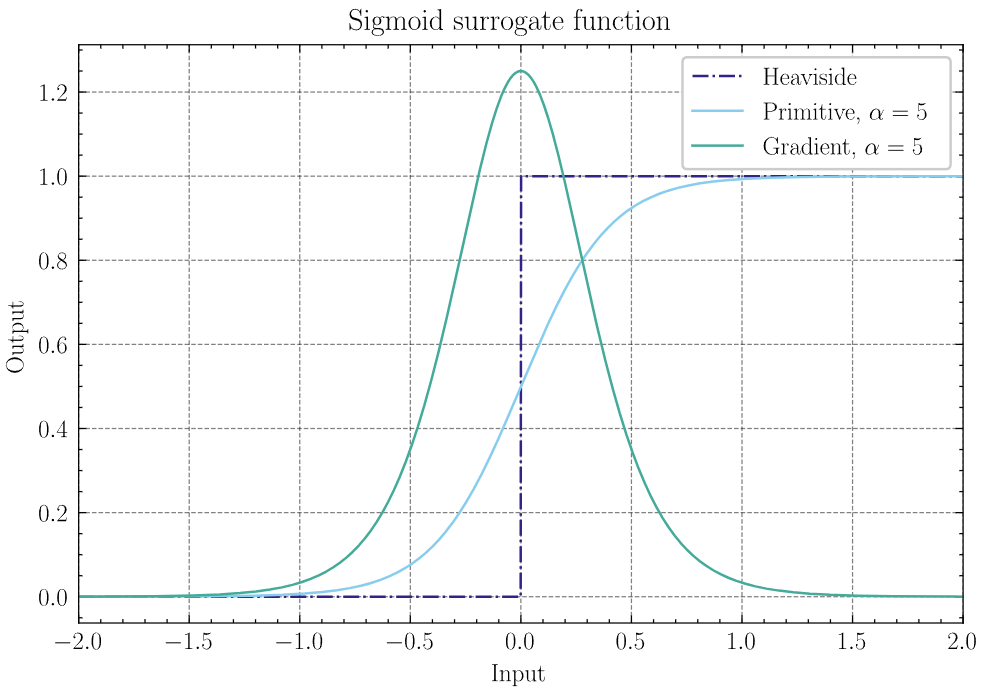 Sigmoid surrogate function
Heaviside
Primitive, α = 5
Gradient, α = 5
Output
1.2
1.0
0.8
0.6
0.4
0.2
0.0
−2.0 −1.5 −1.0 −0.5 0.0 0.5 1.0 1.5 2.0
Input